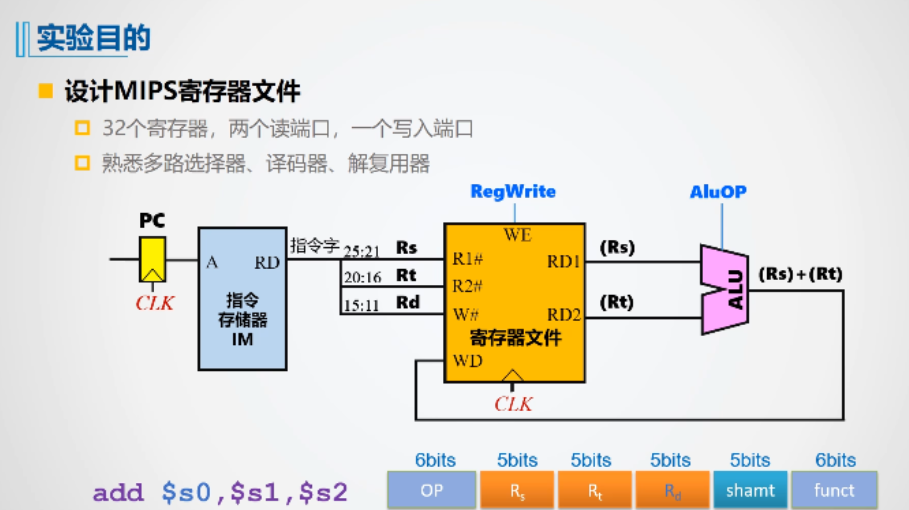 实验目的
设计MIPS寄存器文件
32个寄存器，两个读端口，一个写入端口
熟悉多路选择器、译码器、解复用器
RegWrite
AluOP
PC
CLK
A
RD
指令
存储器
IM
指令字
25:21 Rs
20:16 Rt
15:11 Rd
WE
R1#
R2#
W#
WD
RD1
RD2
寄存器文件
CLK
(Rs)
(Rt)
ALU
(Rs)+(Rt)
add $s0,$s1,$s2
6bits 5bits 5bits 5bits 5bits 6bits
OP Rs Rt Rd shamt funct